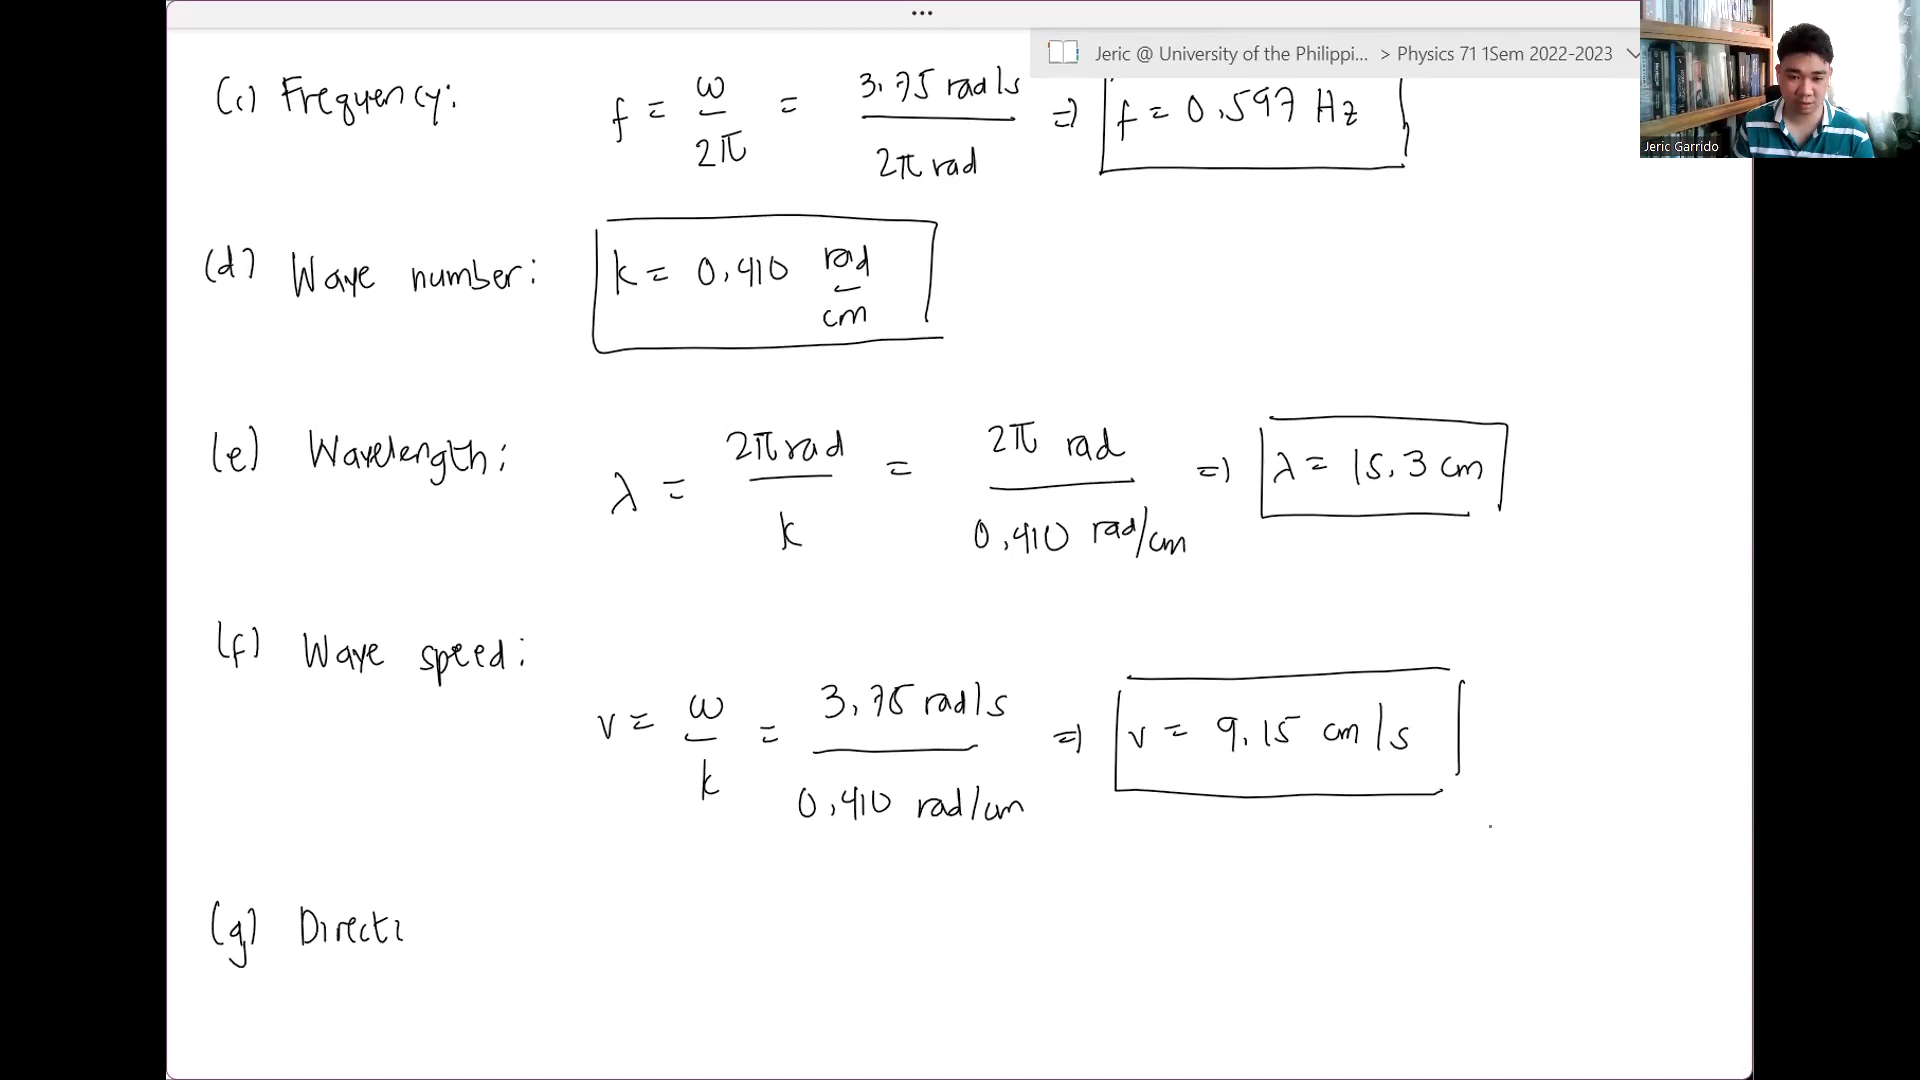 ...
Jeric @ University of the Philippi... > Physics 71 1Sem 2022-2023
Jeric Garrido
(c) Frequency: f = ω/2π = 3.75 rad/s / 2π rad ⇒ f = 0.597 Hz
(d) Wave number: k = 0.410 rad/cm
(e) Wavelength: λ = 2π rad/k = 2π rad / 0.410 rad/cm ⇒ λ = 15.3 cm
(f) Wave speed:
v = ω/k = 3.75 rad/s / 0.410 rad/cm ⇒ v = 9.15 cm/s
(g) Directi